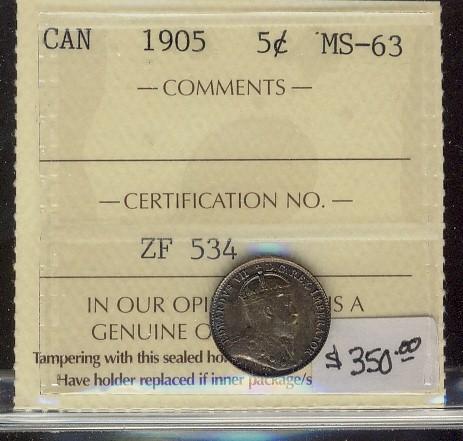 CAN 1905 5¢ MS-63
— COMMENTS —
— CERTIFICATION NO. —
ZF 534
IN OUR OPI S A
GENUINE O
Tampering with this sealed ho
Have holder replaced if inner package/s
$ 350.00